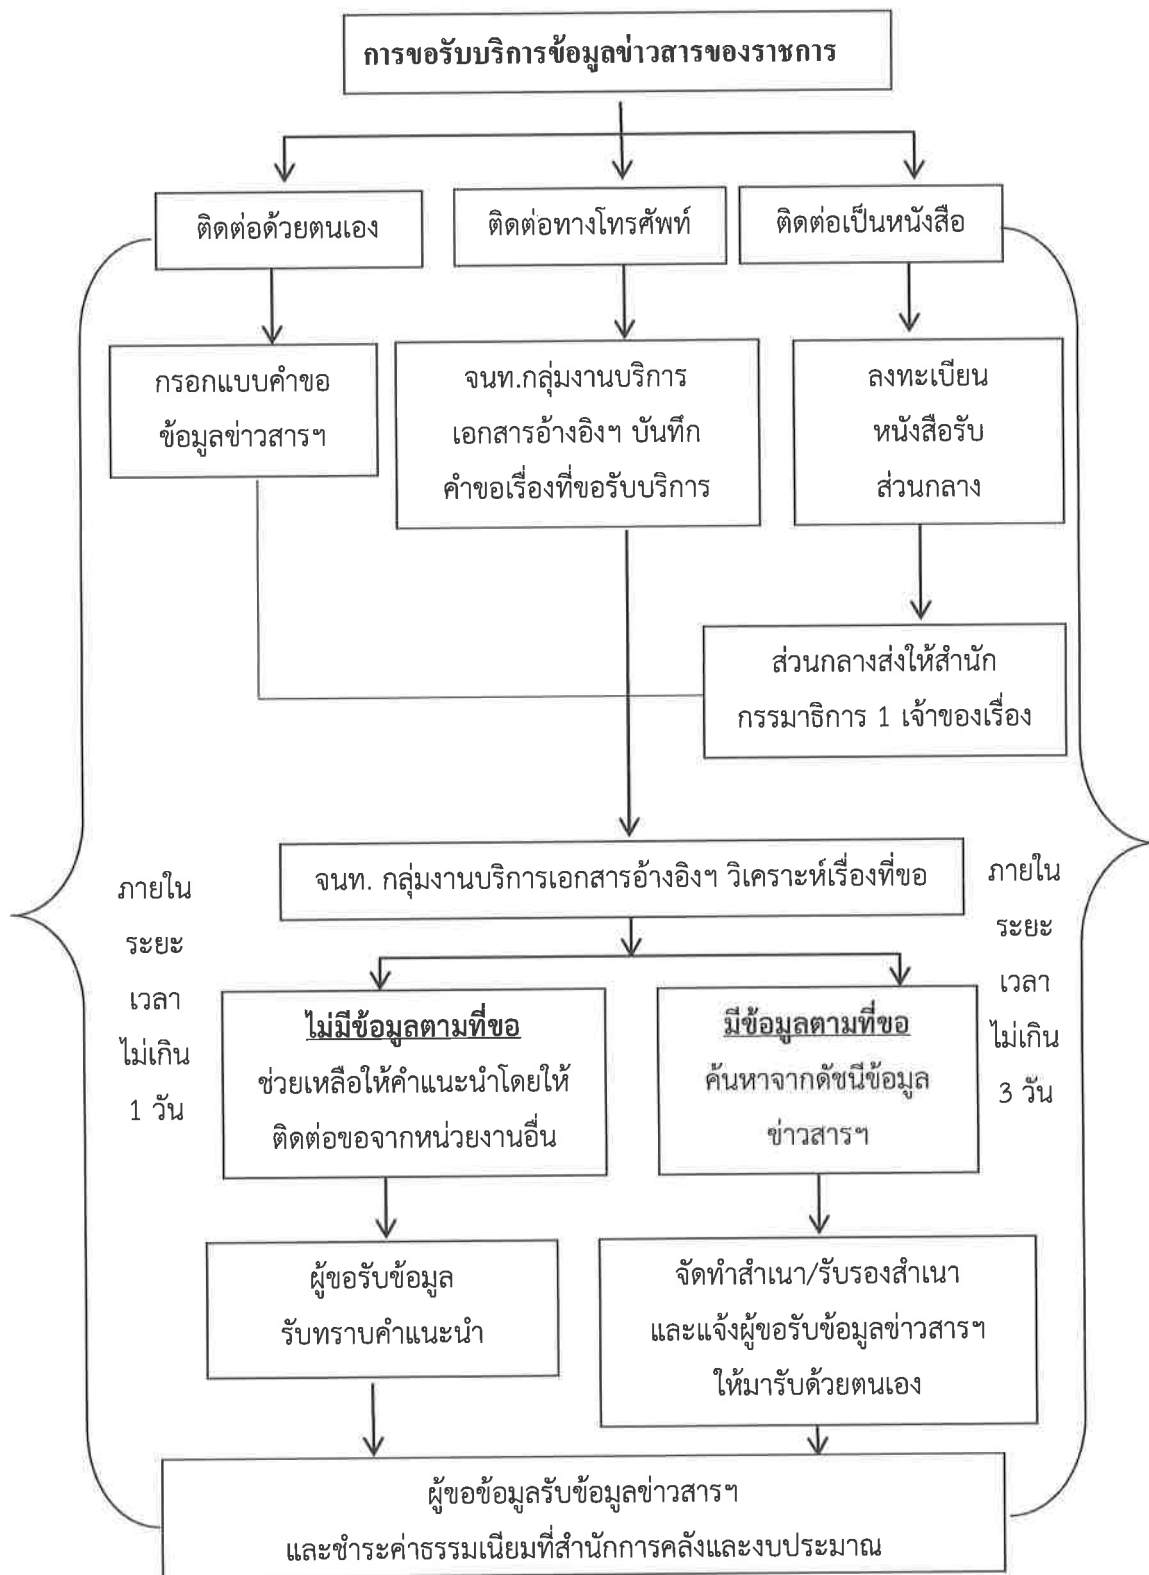 การขอรับบริการข้อมูลข่าวสารของราชการ
ติดต่อด้วยตนเอง
ติดต่อทางโทรศัพท์
ติดต่อเป็นหนังสือ
กรอกแบบคำขอ
ข้อมูลข่าวสารฯ
จนท.กลุ่มงานบริการ
เอกสารอ้างอิงฯ บันทึก
คำขอเรื่องที่ขอรับบริการ
ลงทะเบียน
หนังสือรับ
ส่วนกลาง
ส่วนกลางส่งให้สำนัก
กรรมาธิการ 1 เจ้าของเรื่อง
จนท. กลุ่มงานบริการเอกสารอ้างอิงฯ วิเคราะห์เรื่องที่ขอ
ภายใน
ระยะ
เวลา
ไม่เกิน
1 วัน
ภายใน
ระยะ
เวลา
ไม่เกิน
3 วัน
ไม่มีข้อมูลตามที่ขอ
ช่วยเหลือให้คำแนะนำโดยให้
ติดต่อขอจากหน่วยงานอื่น
มีข้อมูลตามที่ขอ
ค้นหาจากดัชนีข้อมูล
ข่าวสารฯ
ผู้ขอรับข้อมูล
รับทราบคำแนะนำ
จัดทำสำเนา/รับรองสำเนา
และแจ้งผู้ขอรับข้อมูลข่าวสารฯ
ให้มารับด้วยตนเอง
ผู้ขอข้อมูลรับข้อมูลข่าวสารฯ
และชำระค่าธรรมเนียมที่สำนักการคลังและงบประมาณ